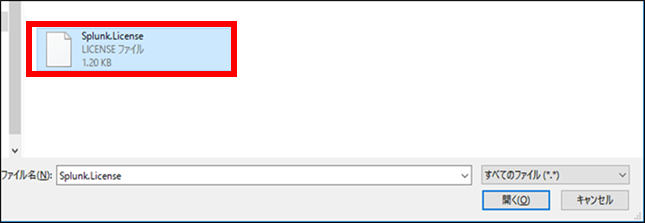 Splunk.License
LICENSE ファイル
1.20 KB
ファイル名(N):
Splunk.License
すべてのファイル (*.*)
開く(O)
キャンセル